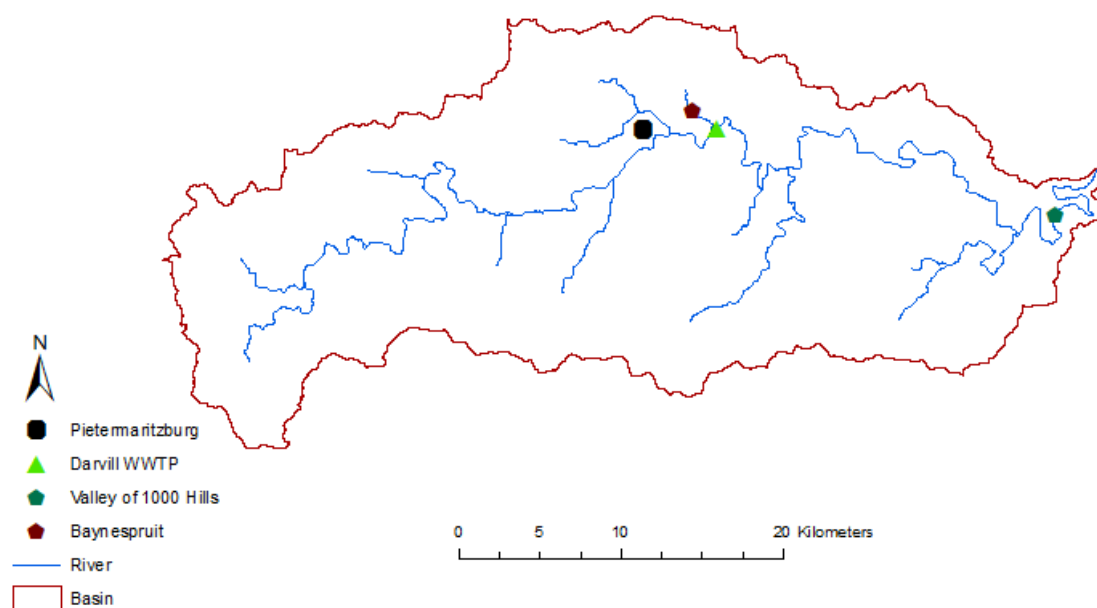 N
Pietermaritzburg
Darvill WWTP
Valley of 1000 Hills
Baynespruit
River
Basin
0 5 10 20 Kilometers